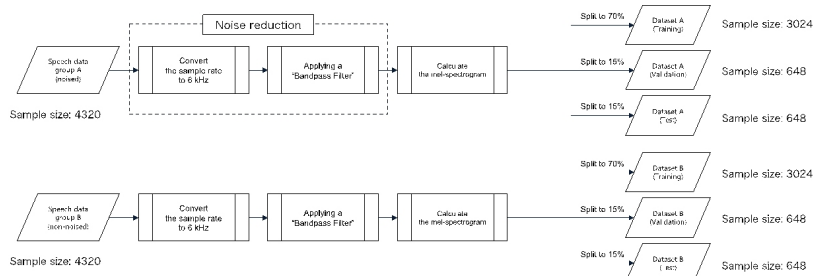 Noise reduction
Speech data
group A
(noised)
Convert
the sample rate
to 6 kHz
Applying a
"Bandpass Filter"
Calculate
the mel-spectrogram
Split to 70%
Dataset A
(Training)
Sample size: 3024
Split to 15%
Dataset A
(Validation)
Sample size: 648
Split to 15%
Dataset A
(Test)
Sample size: 648
Sample size: 4320
Speech data
group B
(non-noised)
Convert
the sample rate
to 6 kHz
Applying a
"Bandpass Filter"
Calculate
the mel-spectrogram
Split to 70%
Dataset B
(Training)
Sample size: 3024
Split to 15%
Dataset B
(Validation)
Sample size: 648
Split to 15%
Dataset B
(Test)
Sample size: 648
Sample size: 4320